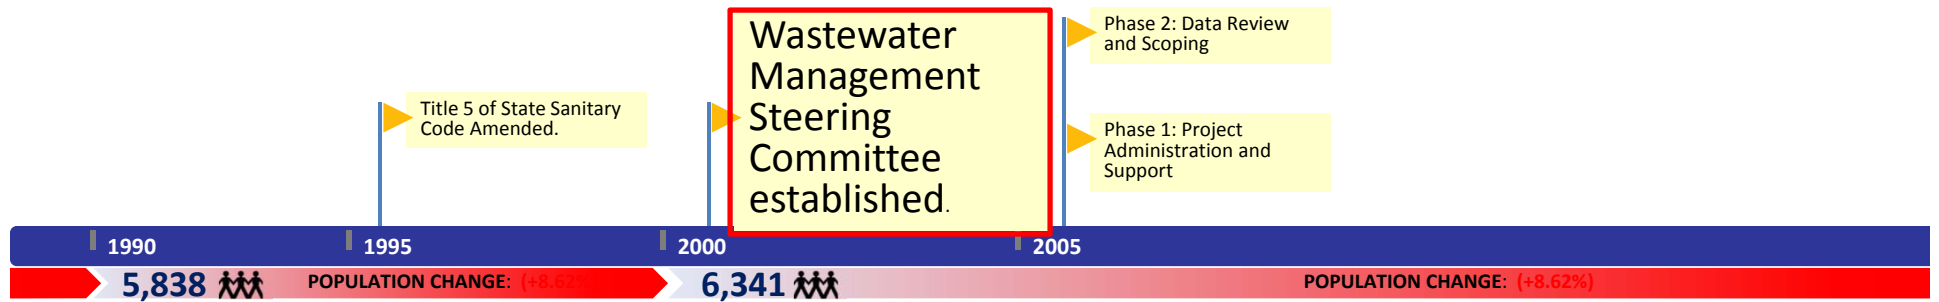 Wastewater
Management
Steering
Committee
established.
Phase 2: Data Review
and Scoping
Title 5 of State Sanitary
Code Amended.
Phase 1: Project
Administration and
Support
1990
1995
2000
2005
5,838
POPULATION CHANGE: (+8.62%
6,341
POPULATION CHANGE: (+8.62%)